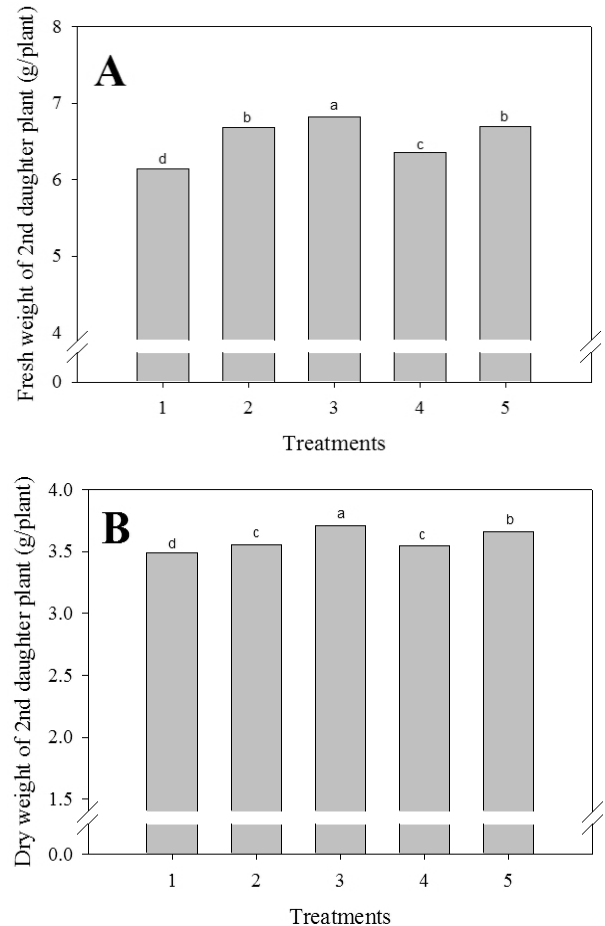 A
Fresh weight of 2nd daughter plant (g/plant)
8
7
6
5
4
0
d
b
a
c
b
1 2 3 4 5
Treatments
B
Dry weight of 2nd daughter plant (g/plant)
4.0
3.5
3.0
2.5
2.0
1.5
0.0
d
c
a
c
b
1 2 3 4 5
Treatments